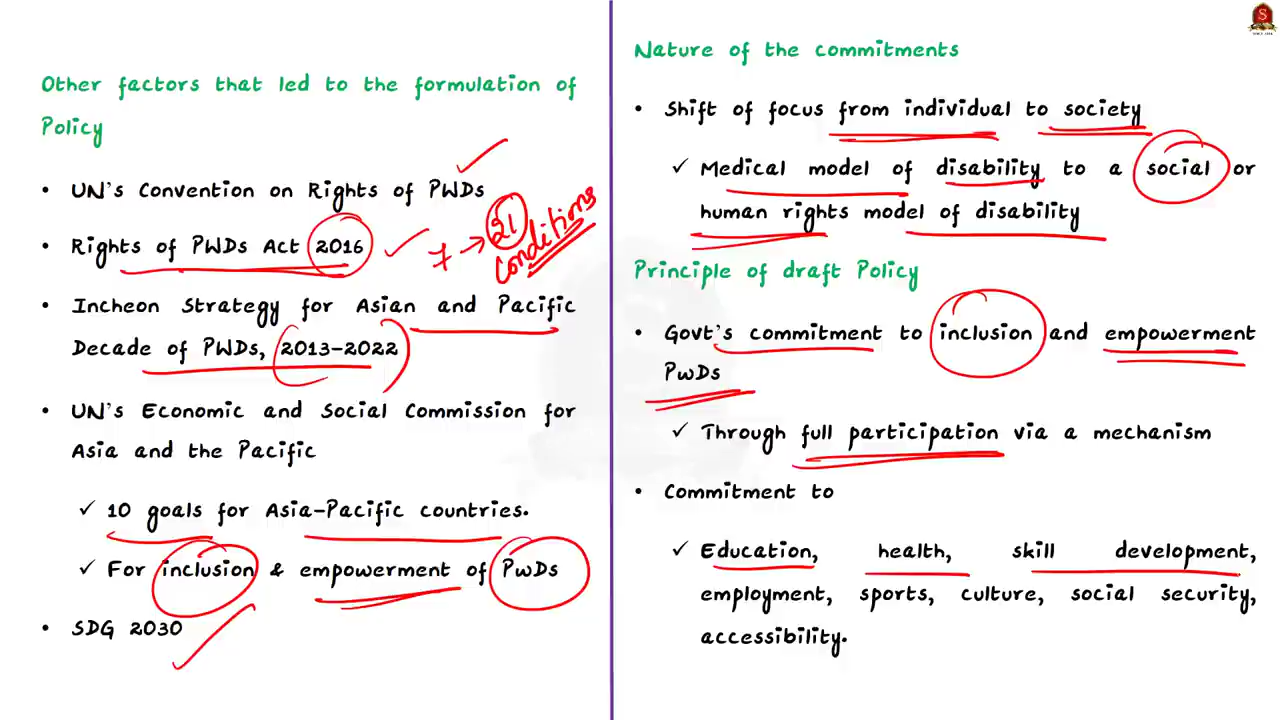 Other factors that led to the formulation of
Policy
• UN's Convention on Rights of PWDs
• Rights of PWDs Act 2016
7 → 21
conditions
• Incheon Strategy for Asian and Pacific
Decade of PWDs, 2013-2022
• UN's Economic and Social Commission for
Asia and the Pacific
✓ 10 goals for Asia-Pacific countries.
✓ For inclusion & empowerment of PwDs
• SDG 2030
Nature of the commitments
• Shift of focus from individual to society
✓ Medical model of disability to a social or
human rights model of disability
Principle of draft Policy
• Govt's commitment to inclusion and empowerment
PwDs
✓ Through full participation via a mechanism
• Commitment to
✓ Education, health, skill development,
employment, sports, culture, social security,
accessibility.